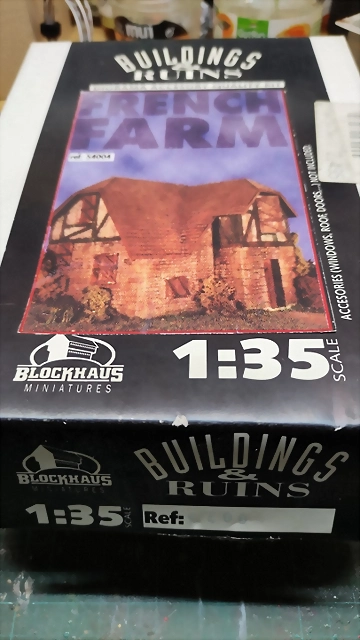 BUILDINGS
&
RUINS
FRENCH
FARM
ref. 54004
ACCESORIES (WINDOWS, ROOF, DOORS...) NOT INCLUDED
BLOCKHAUS
MINIATURES
1:35
SCALE
BLOCKHAUS
MINIATURES
1:35
SCALE
BUILDINGS
&
RUINS
Ref: